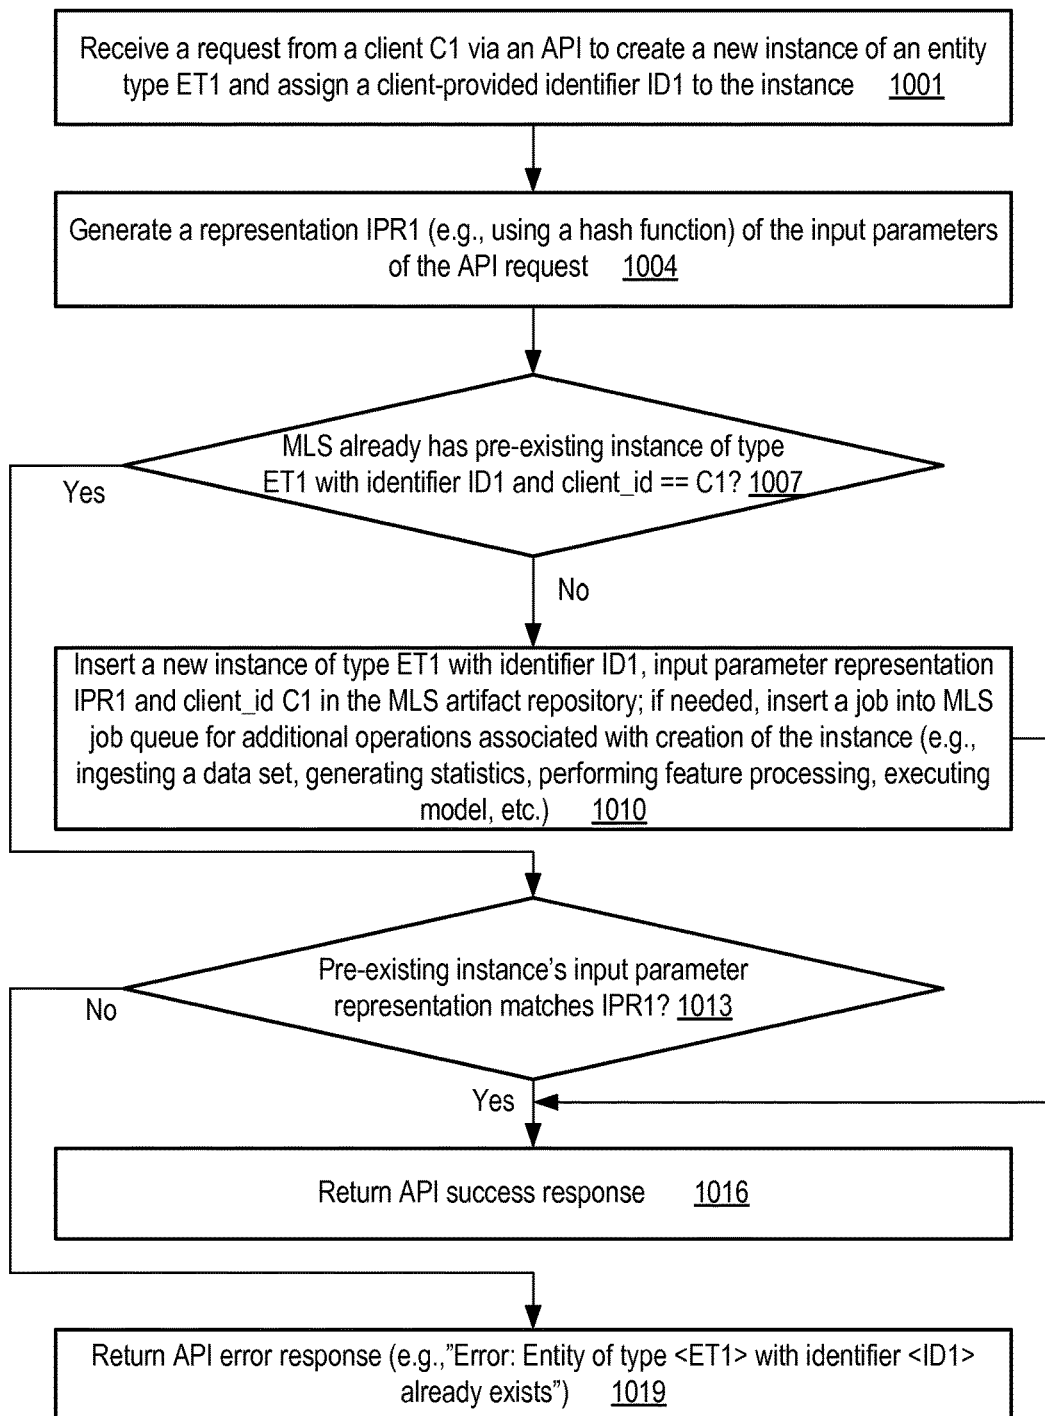 Receive a request from a client C1 via an API to create a new instance of an entity
type ET1 and assign a client-provided identifier ID1 to the instance 1001
Generate a representation IPR1 (e.g., using a hash function) of the input parameters
of the API request 1004
MLS already has pre-existing instance of type
ET1 with identifier ID1 and client_id == C1? 1007
Yes
No
Insert a new instance of type ET1 with identifier ID1, input parameter representation
IPR1 and client_id C1 in the MLS artifact repository; if needed, insert a job into MLS
job queue for additional operations associated with creation of the instance (e.g.,
ingesting a data set, generating statistics, performing feature processing, executing
model, etc.) 1010
Pre-existing instance's input parameter
representation matches IPR1? 1013
No
Yes
Return API success response 1016
Return API error response (e.g.,"Error: Entity of type <ET1> with identifier <ID1>
already exists") 1019